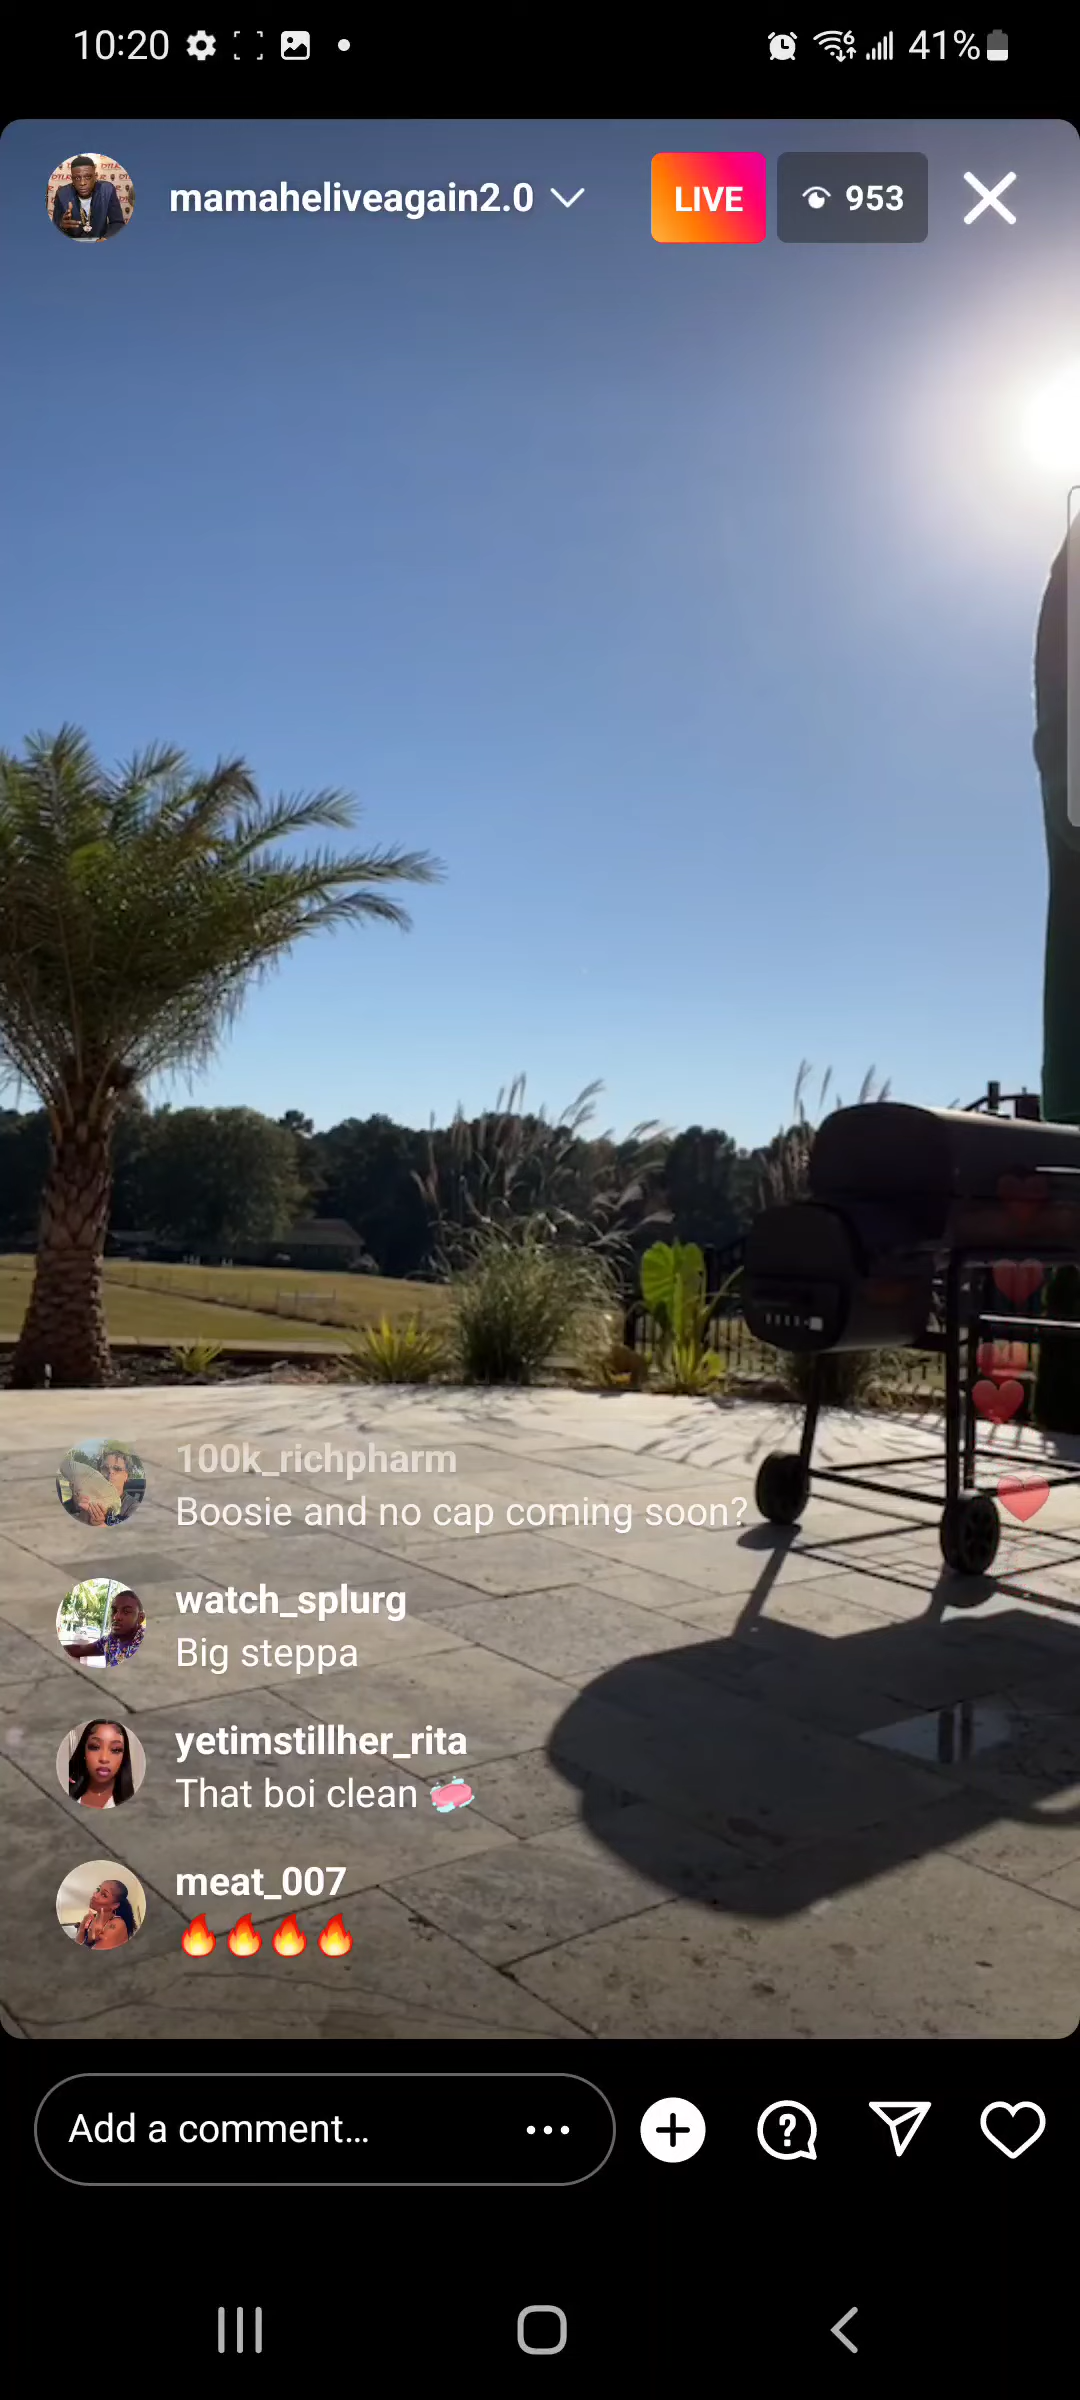 10:20
41%
mamaheliveagain2.0
LIVE
953
100k_richpharm
Boosie and no cap coming soon?
watch_splurg
Big steppa
yetimstillher_rita
That boi clean 🧼
meat_007
🔥🔥🔥🔥
Add a comment...